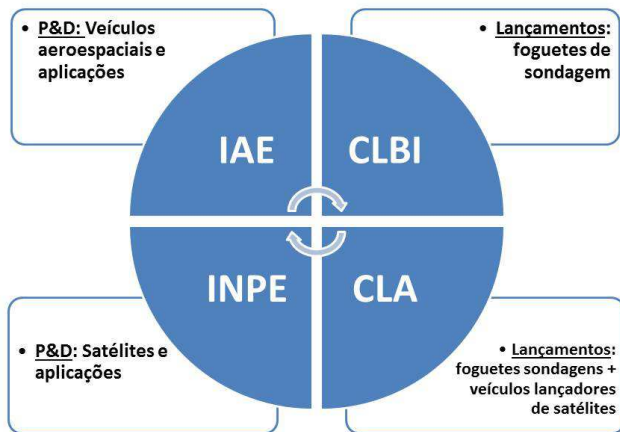 • P&D: Veículos
aeroespaciais e
aplicações
• Lançamentos:
foguetes de
sondagem
IAE
CLBI
INPE
CLA
• P&D: Satélites e
aplicações
• Lançamentos:
foguetes sondagens +
veículos lançadores
de satélites